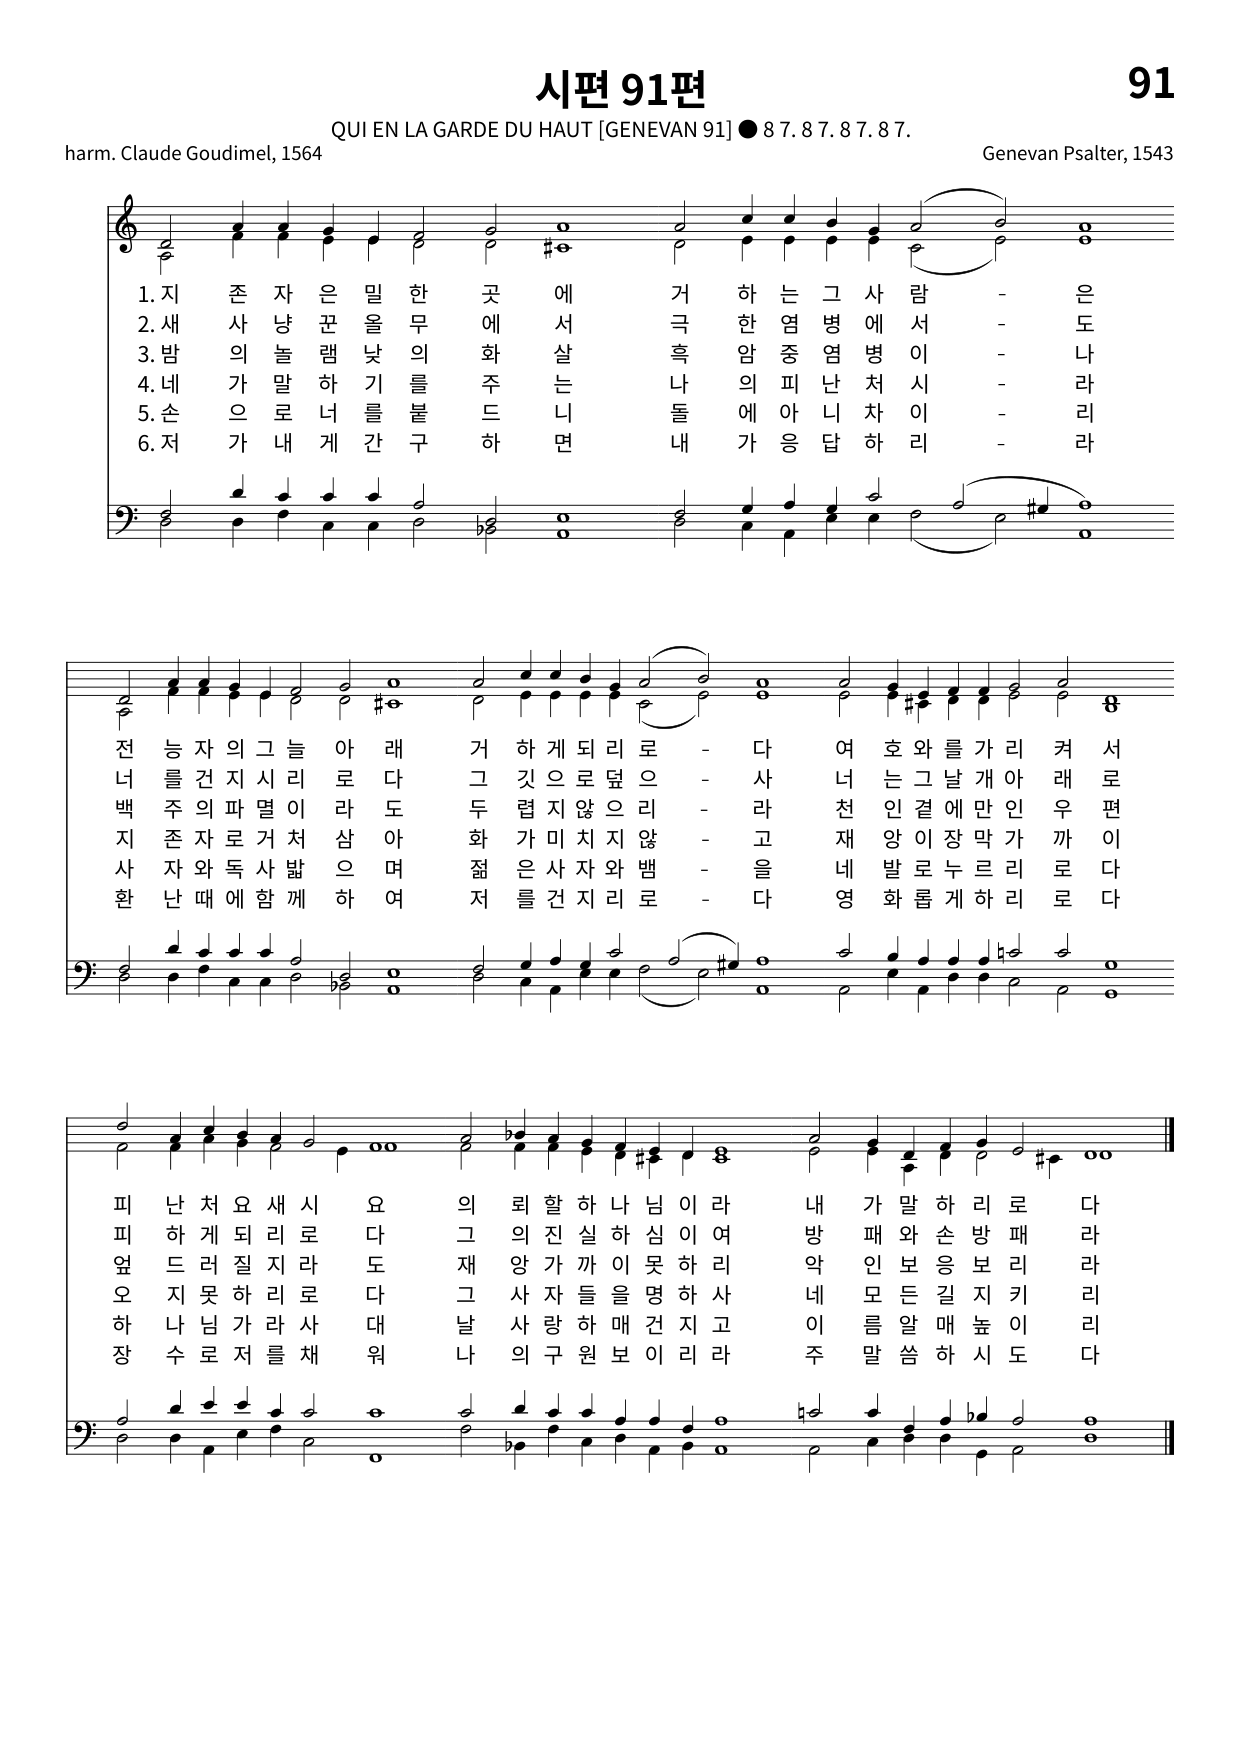 시편 91편
91
QUI EN LA GARDE DU HAUT [GENEVAN 91] ● 8 7. 8 7. 8 7. 8 7.
harm. Claude Goudimel, 1564
Genevan Psalter, 1543
1. 지 존 자 은 밀 한 곳 에 거 하 는 그 사 람 - 은
2. 새 사 냥 꾼 올 무 에 서 극 한 염 병 에 서 - 도
3. 밤 의 놀 램 낮 의 화 살 흑 암 중 염 병 이 - 나
4. 네 가 말 하 기 를 주 는 나 의 피 난 처 시 - 라
5. 손 으 로 너 를 붙 드 니 돌 에 아 니 차 이 - 리
6. 저 가 내 게 간 구 하 면 내 가 응 답 하 리 - 라
전 능 자 의 그 늘 아 래 거 하 게 되 리 로 - 다 여 호 와 를 가 리 켜 서
너 를 건 지 시 리 로 다 그 깃 으 로 덮 으 - 사 너 는 그 날 개 아 래 로
백 주 의 파 멸 이 라 도 두 렵 지 않 으 리 - 라 천 인 곁 에 만 인 우 편
지 존 자 로 거 처 삼 아 화 가 미 치 지 않 - 고 재 앙 이 장 막 가 까 이
사 자 와 독 사 밟 으 며 젊 은 사 자 와 뱀 - 을 네 발 로 누 르 리 로 다
환 난 때 에 함 께 하 여 저 를 건 지 리 로 - 다 영 화 롭 게 하 리 로 다
피 난 처 요 새 시 요 의 뢰 할 하 나 님 이 라 내 가 말 하 리 로 다
피 하 게 되 리 로 다 그 의 진 실 하 심 이 여 방 패 와 손 방 패 라
엎 드 러 질 지 라 도 재 앙 가 까 이 못 하 리 악 인 보 응 보 리 라
오 지 못 하 리 로 다 그 사 자 들 을 명 하 사 네 모 든 길 지 키 리
하 나 님 가 라 사 대 날 사 랑 하 매 건 지 고 이 름 알 매 높 이 리
장 수 로 저 를 채 워 나 의 구 원 보 이 리 라 주 말 씀 하 시 도 다